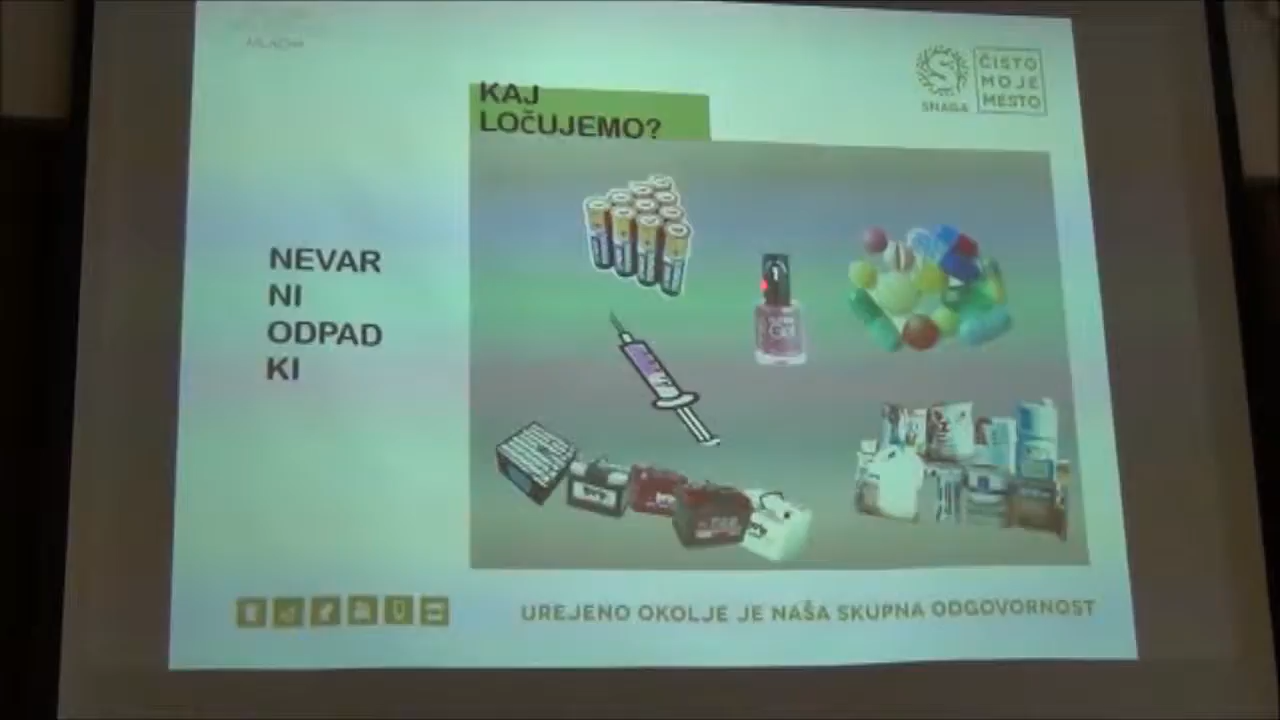 SNAGA
ČISTO
MOJE
MESTO
KAJ
LOČUJEMO?
NEVAR
NI
ODPAD
KI
UREJENO OKOLJE JE NAŠA SKUPNA ODGOVORNOST